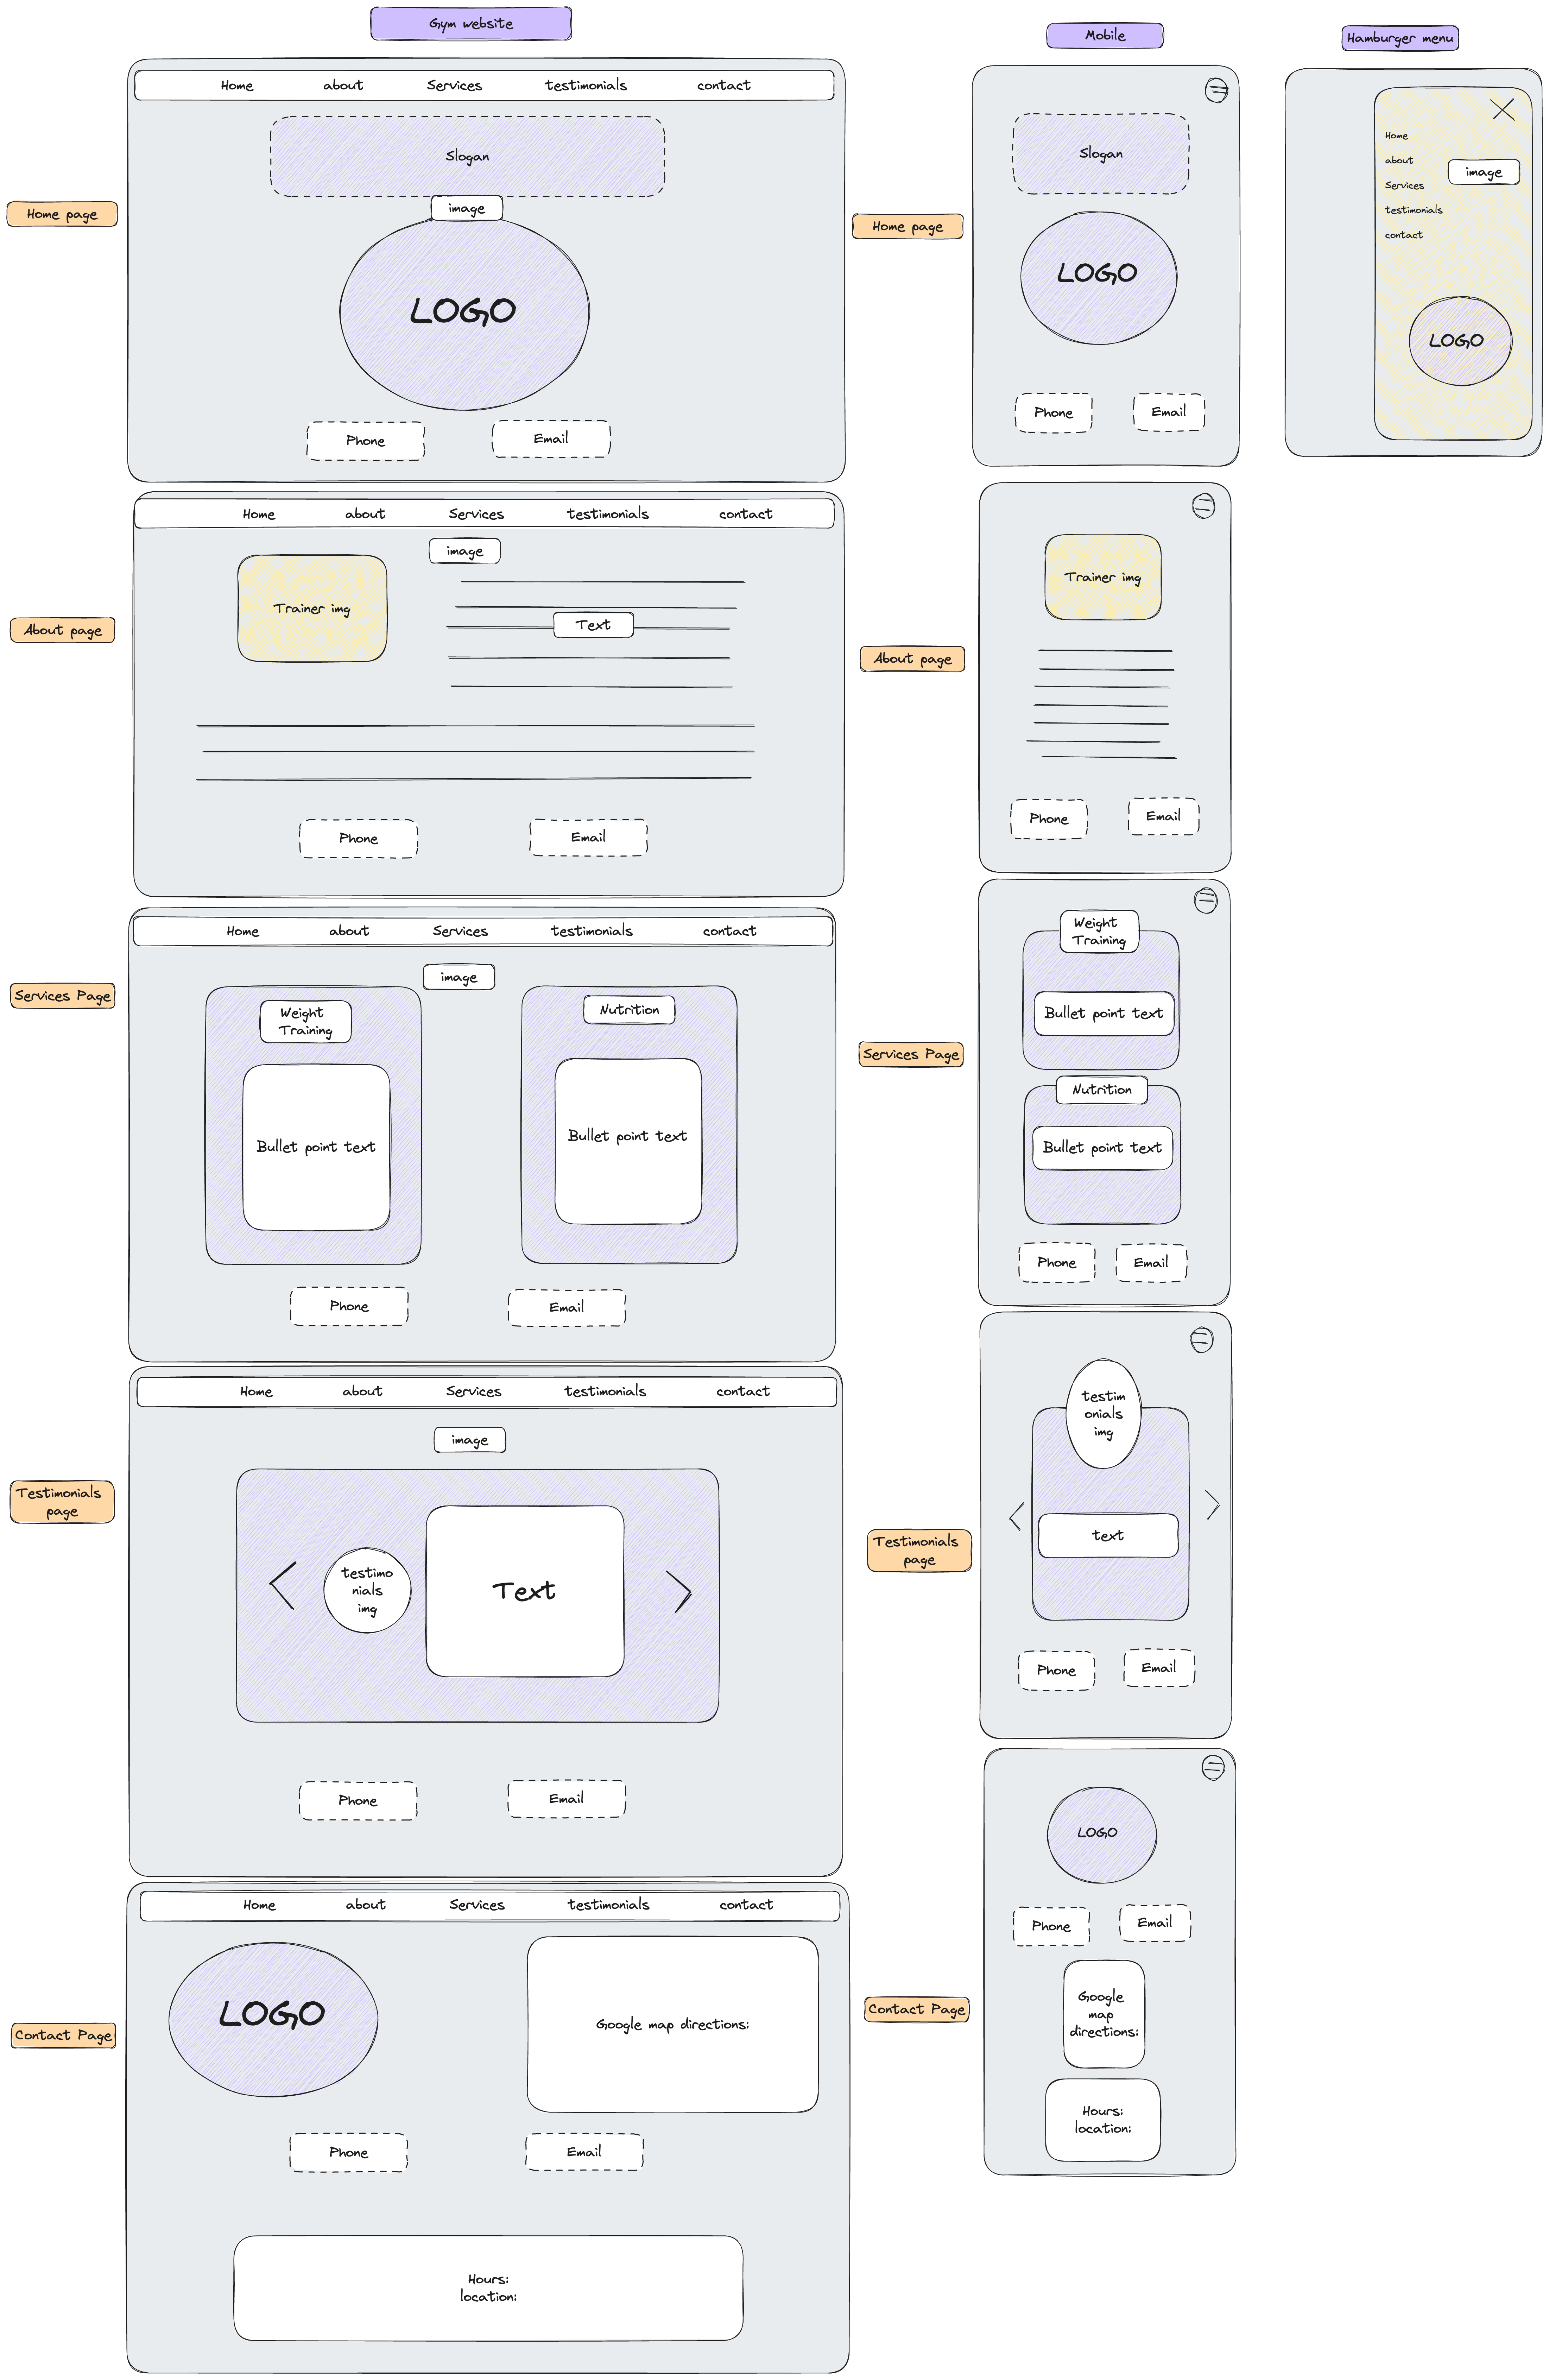 Gym website
Home page
Home about Services testimonials contact
Slogan
image
LOGO
Phone Email
About page
Home about Services testimonials contact
image
Trainer img
Text
Phone Email
Services Page
Home about Services testimonials contact
image
Weight
Training
Nutrition
Bullet point text
Bullet point text
Phone Email
Testimonials
page
Home about Services testimonials contact
image
testimo
nials
img
Text
Phone Email
Contact Page
Home about Services testimonials contact
LOGO
Google map directions:
Phone Email
Hours:
location:
Mobile
Home page
Slogan
LOGO
Phone Email
About page
Trainer img
Phone Email
Services Page
Weight
Training
Bullet point text
Nutrition
Bullet point text
Phone Email
Testimonials
page
testim
onials
img
text
Phone Email
Contact Page
LOGO
Phone Email
Google
map
directions:
Hours:
location:
Hamburger menu
Home
about
image
Services
testimonials
contact
LOGO